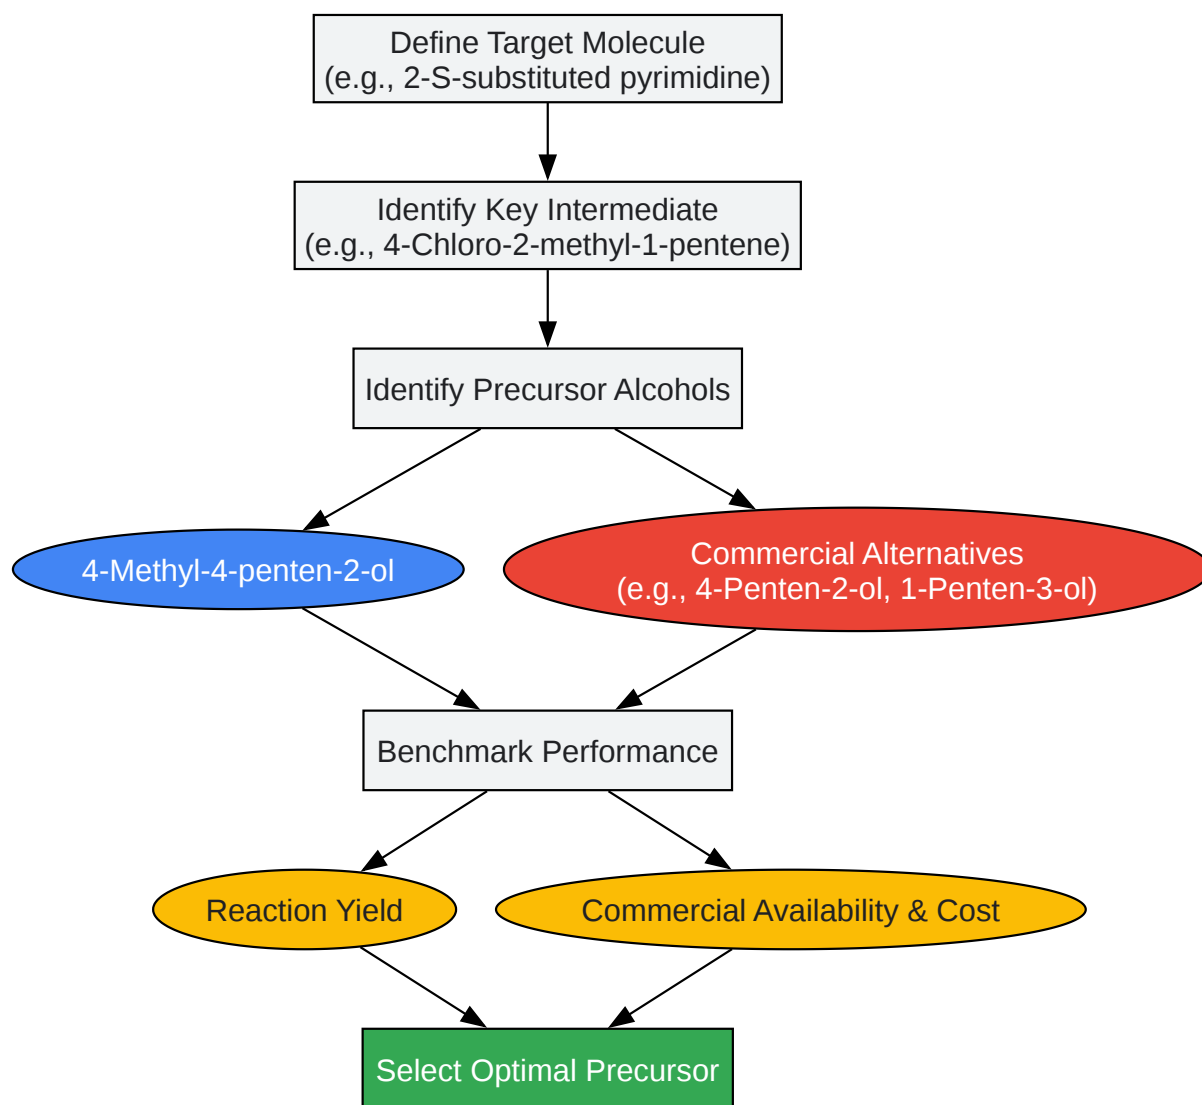 Define Target Molecule
(e.g., 2-S-substituted pyrimidine)
Identify Key Intermediate
(e.g., 4-Chloro-2-methyl-1-pentene)
Identify Precursor Alcohols
4-Methyl-4-penten-2-ol
Commercial Alternatives
(e.g., 4-Penten-2-ol, 1-Penten-3-ol)
Benchmark Performance
Reaction Yield
Commercial Availability & Cost
Select Optimal Precursor